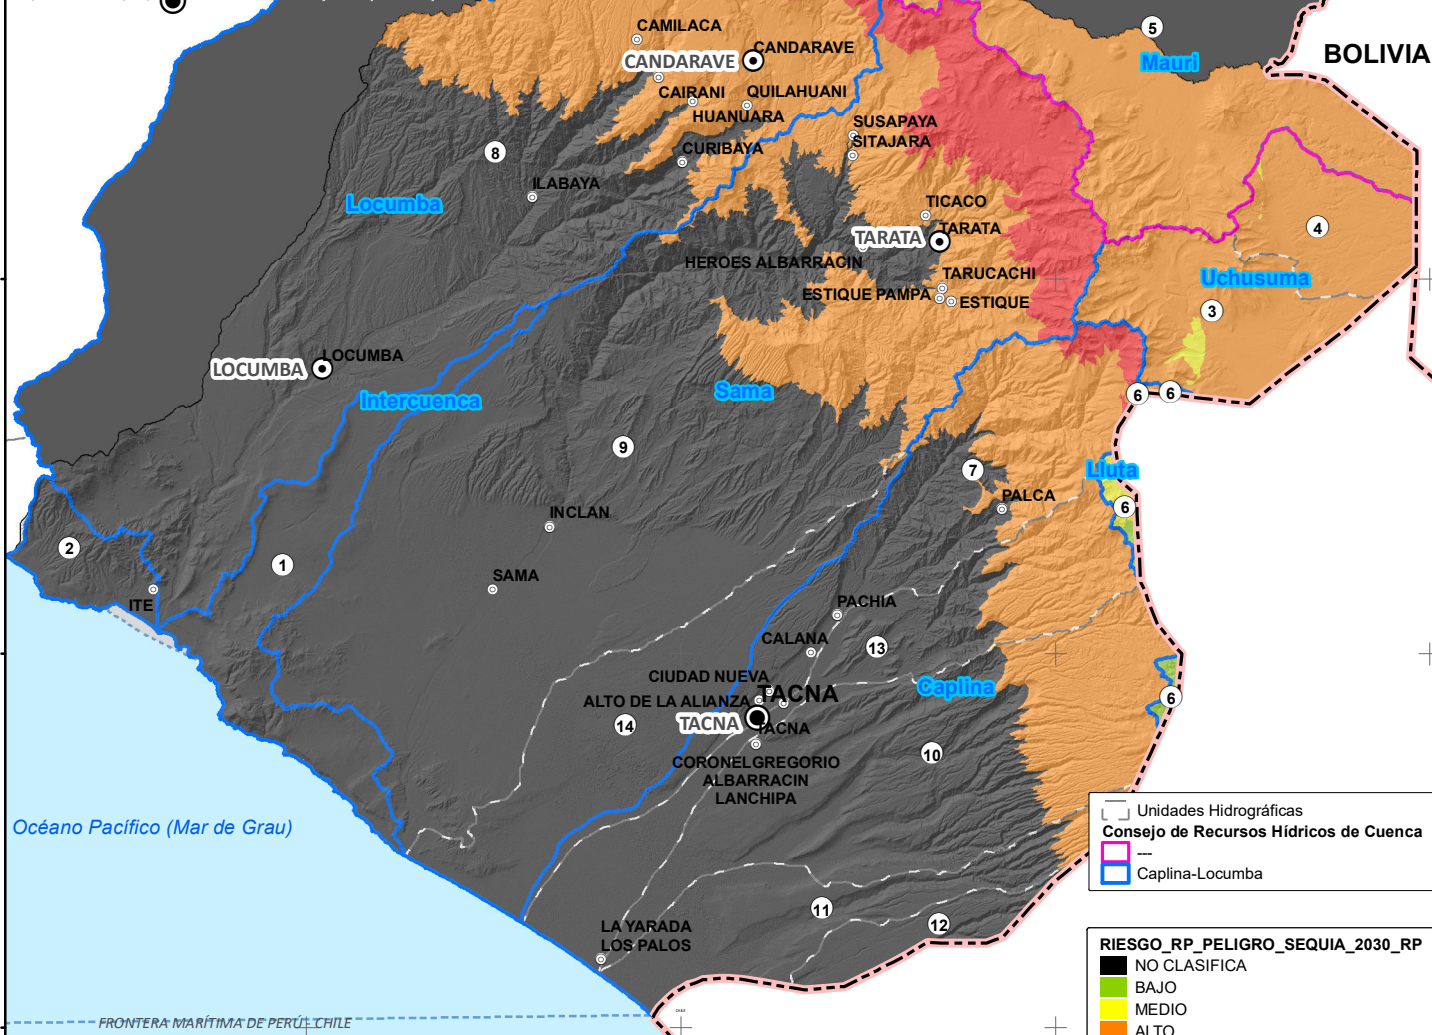 5
BOLIVIA
Mauri
CAMILACA
CANDARAVE
CANDARAVE
CAIRANI
QUILAHUANI
HUANUARA
SUSAPAYA
SITAJARA
CURIBAYA
8
ILABAYA
Locumba
TICACO
TARATA
TARATA
4
HEROES ALBARRACIN
TARUCACHI
Uchusuma
ESTIQUE PAMPA
ESTIQUE
3
LOCUMBA
LOCUMBA
Intercuenca
Sama
6
6
9
7
Lluta
PALCA
6
INCLAN
2
1
SAMA
ITE
PACHIA
CALANA
13
CIUDAD NUEVA
ALTO DE LA ALIANZA
TACNA
Caplina
6
14
TACNA
TACNA
10
CORONELGREGORIO
ALBARRACIN
LANCHIPA
Océano Pacífico (Mar de Grau)
11
12
LA YARADA
LOS PALOS
FRONTERA MARÍTIMA DE PERÚ - CHILE
Unidades Hidrográficas
Consejo de Recursos Hídricos de Cuenca
---
Caplina-Locumba
RIESGO_RP_PELIGRO_SEQUIA_2030_RP
NO CLASIFICA
BAJO
MEDIO
ALTO